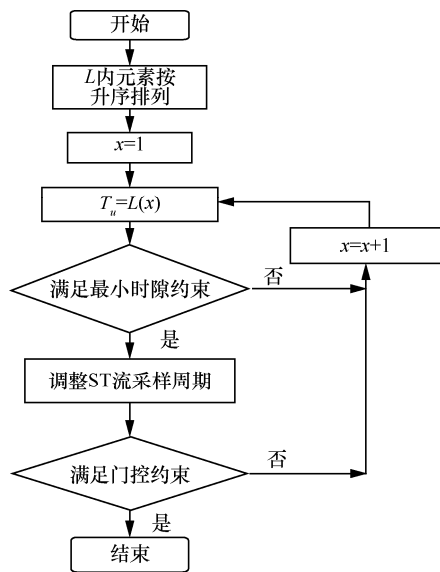 开始
L内元素按
升序排列
x=1
Tu=L(x)
x=x+1
满足最小时隙约束
否
是
调整ST流采样周期
满足门控约束
否
是
结束